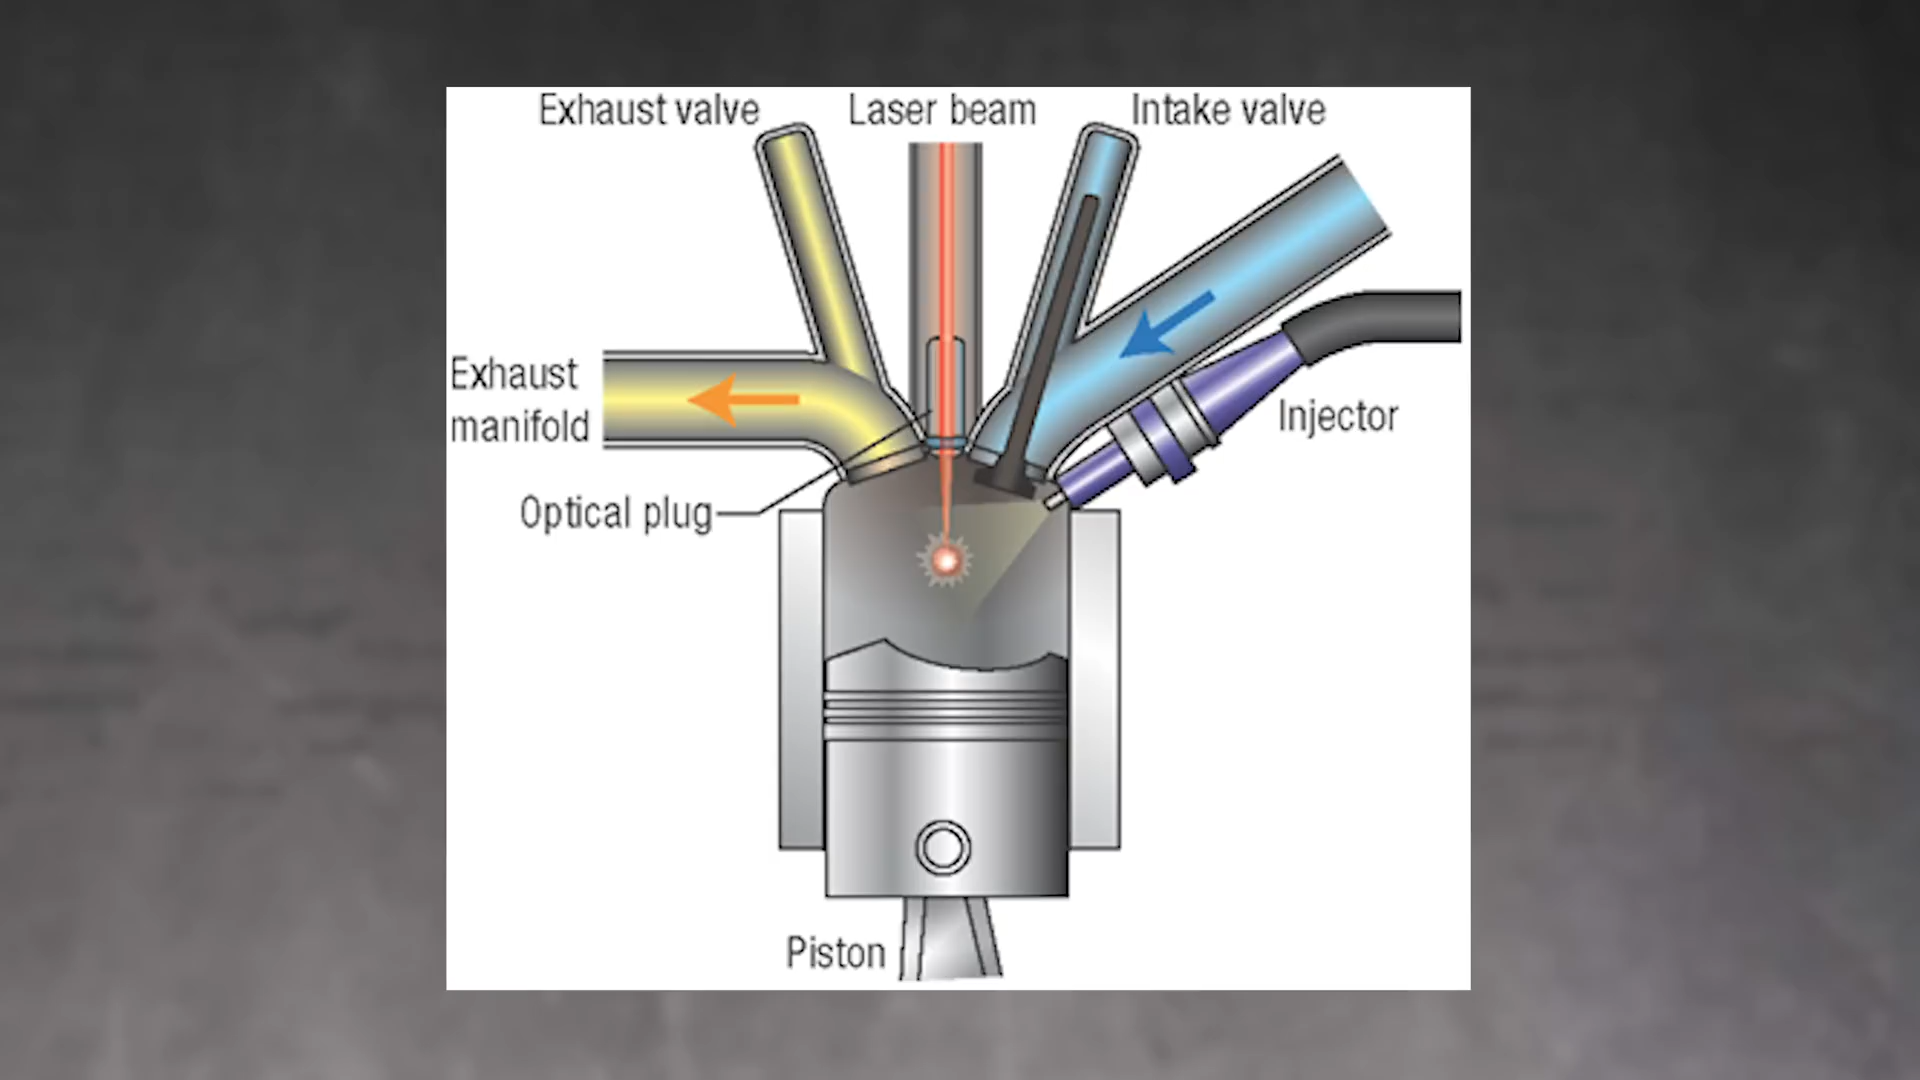 Exhaust valve
Laser beam
Intake valve
Exhaust
manifold
Injector
Optical plug
Piston